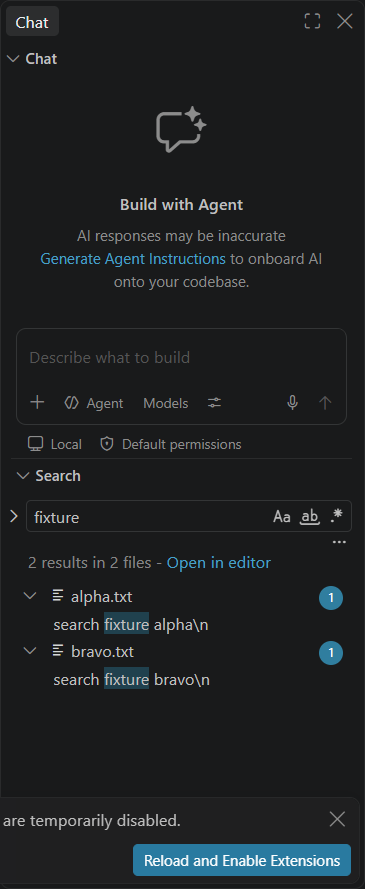 Chat
Chat
Build with Agent
AI responses may be inaccurate
Generate Agent Instructions to onboard AI
onto your codebase.
Describe what to build
Agent Models
Local Default permissions
Search
fixture Aa ab .*
2 results in 2 files - Open in editor
alpha.txt 1
search fixture alpha\n
bravo.txt 1
search fixture bravo\n
are temporarily disabled.
Reload and Enable Extensions